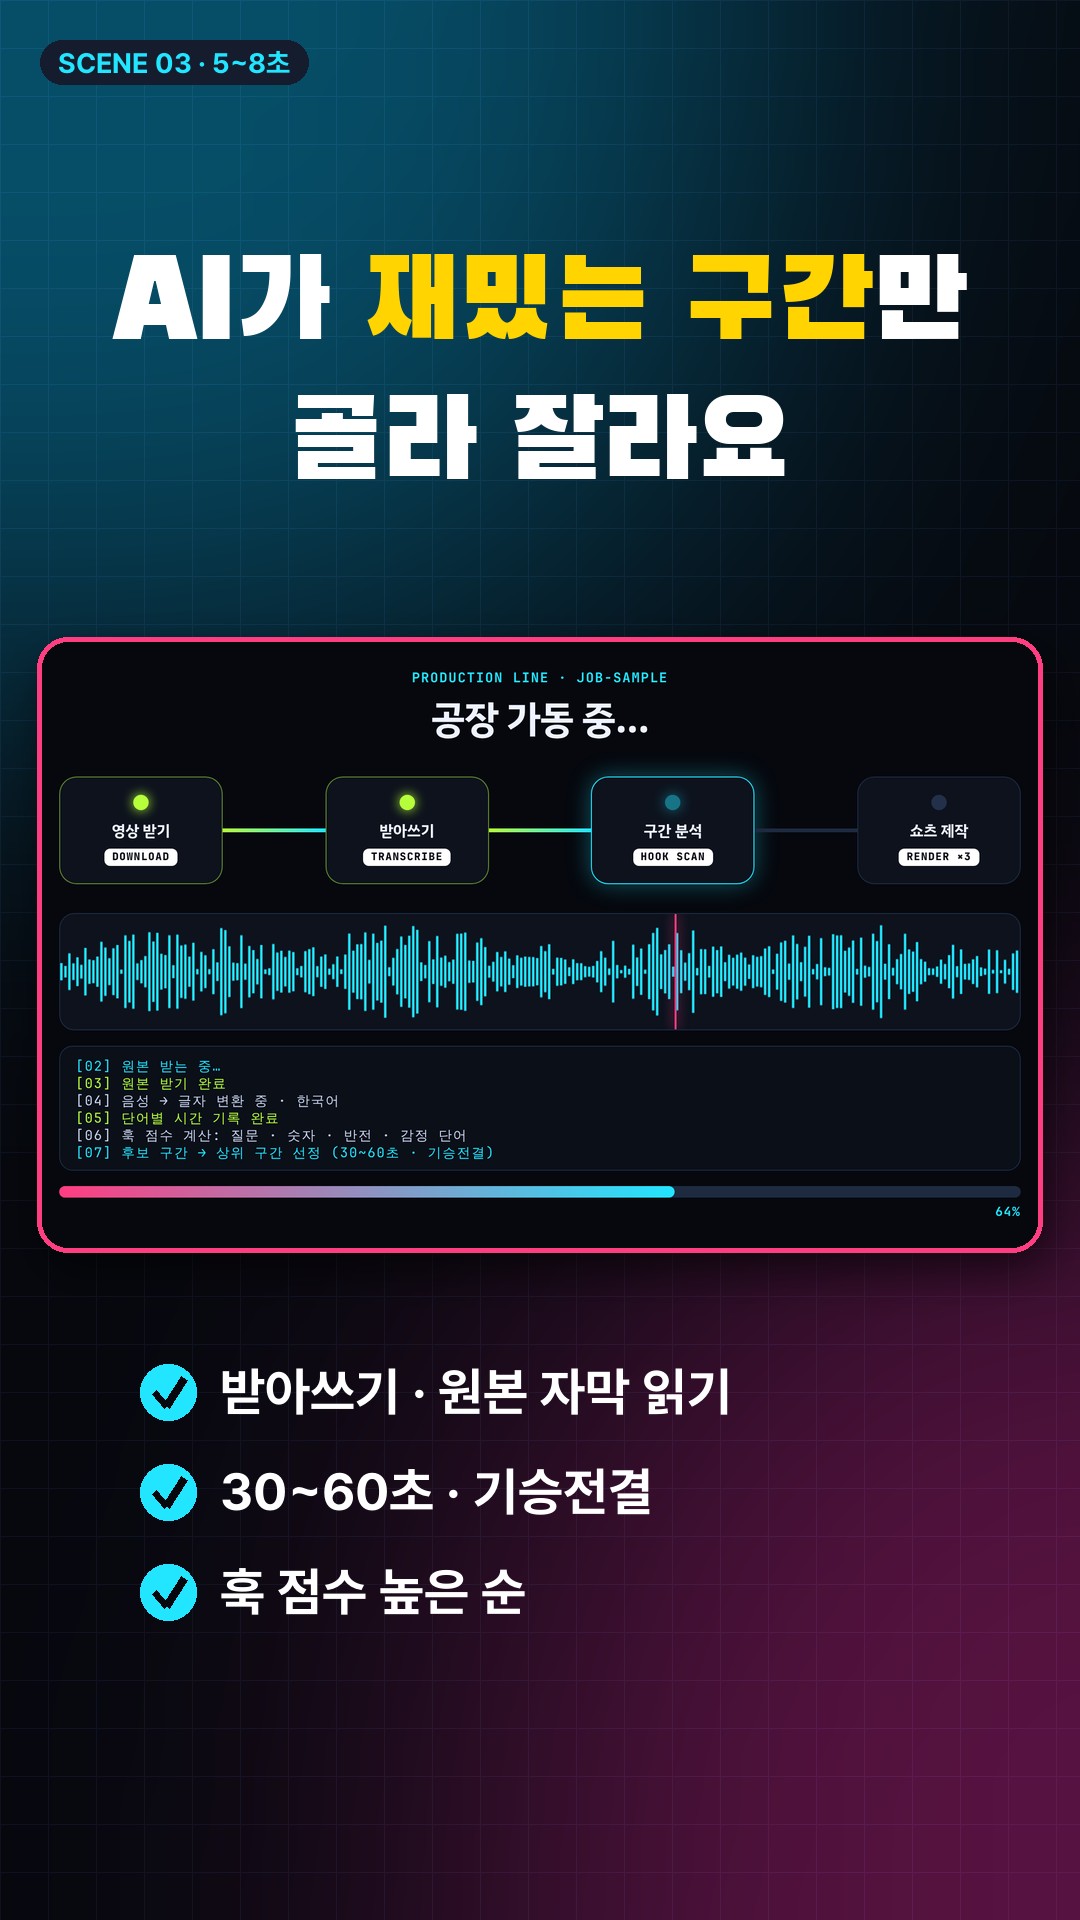 SCENE 03 · 5~8초
AI가 재밌는 구간만
골라 잘라요
PRODUCTION LINE · JOB-SAMPLE
공장 가동 중...
영상 받기
DOWNLOAD
받아쓰기
TRANSCRIBE
구간 분석
HOOK SCAN
쇼츠 제작
RENDER ×3
[02] 원본 받는 중…
[03] 원본 받기 완료
[04] 음성 → 글자 변환 중 · 한국어
[05] 단어별 시간 기록 완료
[06] 훅 점수 계산: 질문 · 숫자 · 반전 · 감정 단어
[07] 후보 구간 → 상위 구간 선정 (30~60초 · 기승전결)
64%
받아쓰기 · 원본 자막 읽기
30~60초 · 기승전결
훅 점수 높은 순